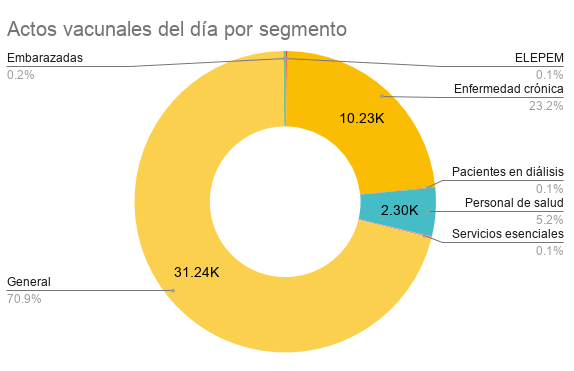 Actos vacunales del día por segmento
Embarazadas
0.2%
ELEPEM
0.1%
Enfermedad crónica
23.2%
10.23K
Pacientes en diálisis
0.1%
Personal de salud
5.2%
2.30K
Servicios esenciales
0.1%
31.24K
General
70.9%